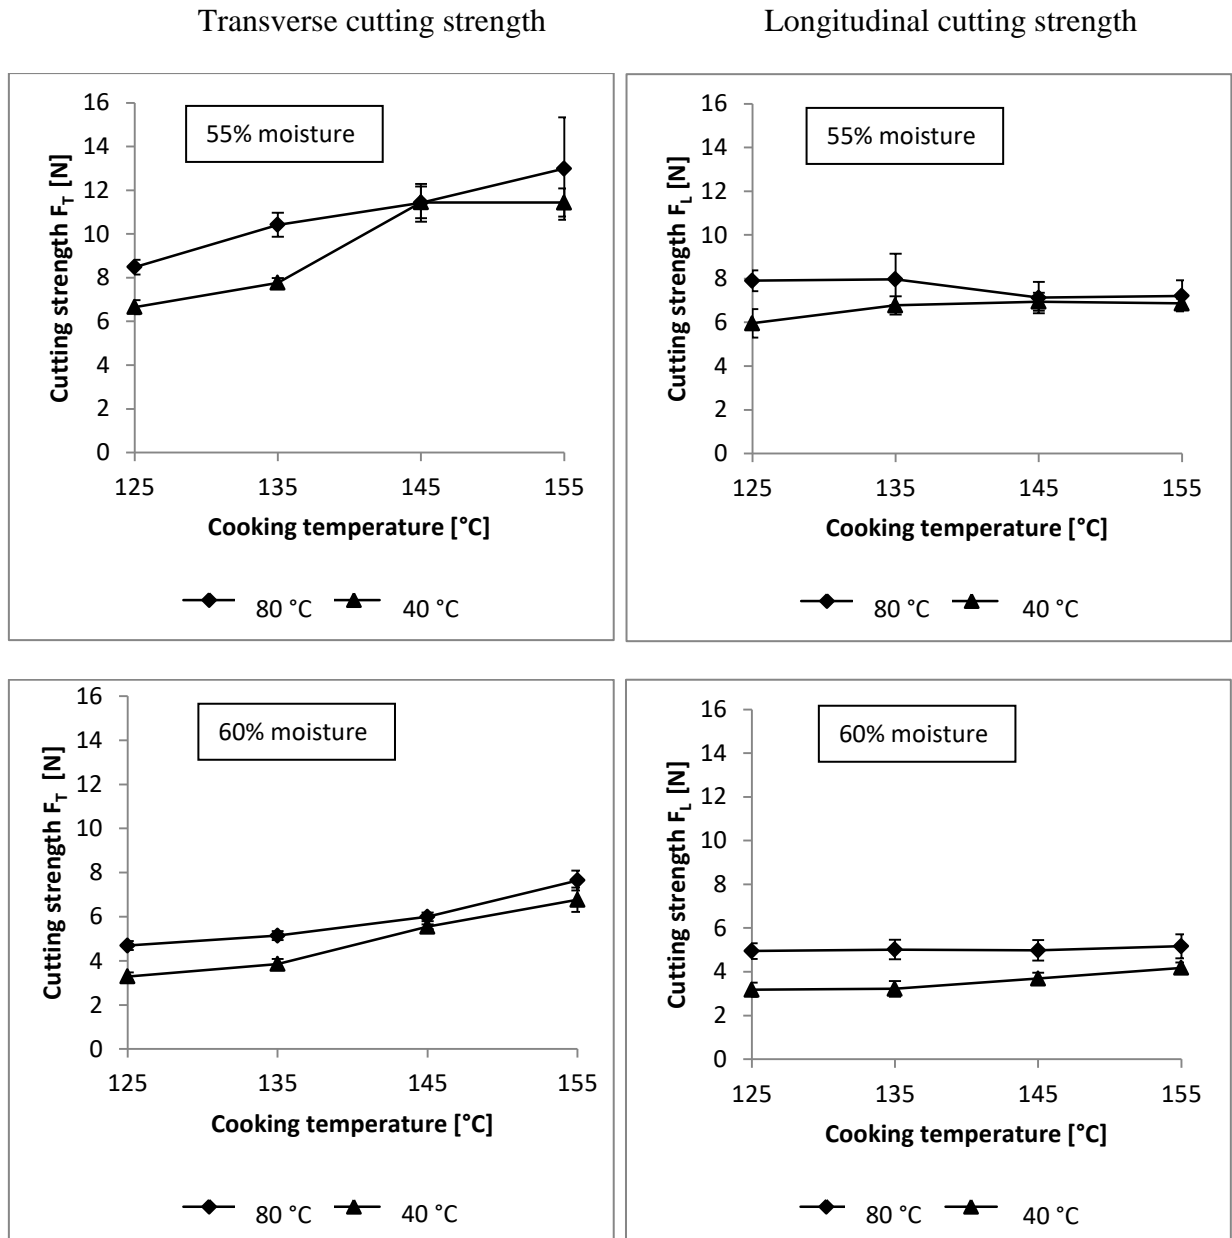 Transverse cutting strength
Longitudinal cutting strength
16
14
12
10
8
6
4
2
0
Cutting strength F_T [N]
55% moisture
125 135 145 155
Cooking temperature [°C]
80 °C 40 °C
16
14
12
10
8
6
4
2
0
Cutting strength F_L [N]
55% moisture
125 135 145 155
Cooking temperature [°C]
80 °C 40 °C
16
14
12
10
8
6
4
2
0
Cutting strength F_T [N]
60% moisture
125 135 145 155
Cooking temperature [°C]
80 °C 40 °C
16
14
12
10
8
6
4
2
0
Cutting strength F_L [N]
60% moisture
125 135 145 155
Cooking temperature [°C]
80 °C 40 °C